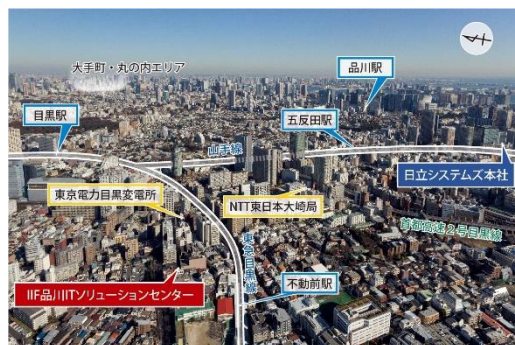 大手町・丸の内エリア
品川駅
目黒駅
五反田駅
山手線
日立システムズ本社
東京電力目黒変電所
NTT東日本大崎局
首都高速2号目黒線
東急目黒線
IIF品川ITソリューションセンター
不動前駅